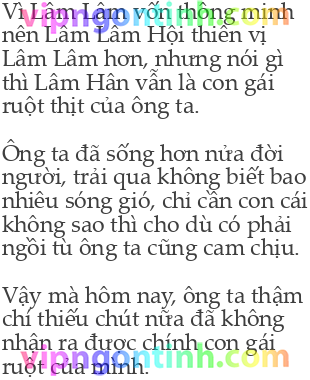 Vì Lâm Lâm vốn thông minh
nên Lâm Lâm Hội thiên vị
Lâm Lâm hơn, nhưng nói gì
thì Lâm Hân vẫn là con gái
ruột thịt của ông ta.
Ông ta đã sống hơn nửa đời
người, trải qua không biết bao
nhiêu sóng gió, chỉ cần con cái
không sao thì cho dù có phải
ngồi tù ông ta cũng cam chịu.
Vậy mà hôm nay, ông ta thậm
chí thiếu chút nữa đã không
nhận ra được chính con gái
ruột của mình.
vipngontinh.com
vipngontinh.com